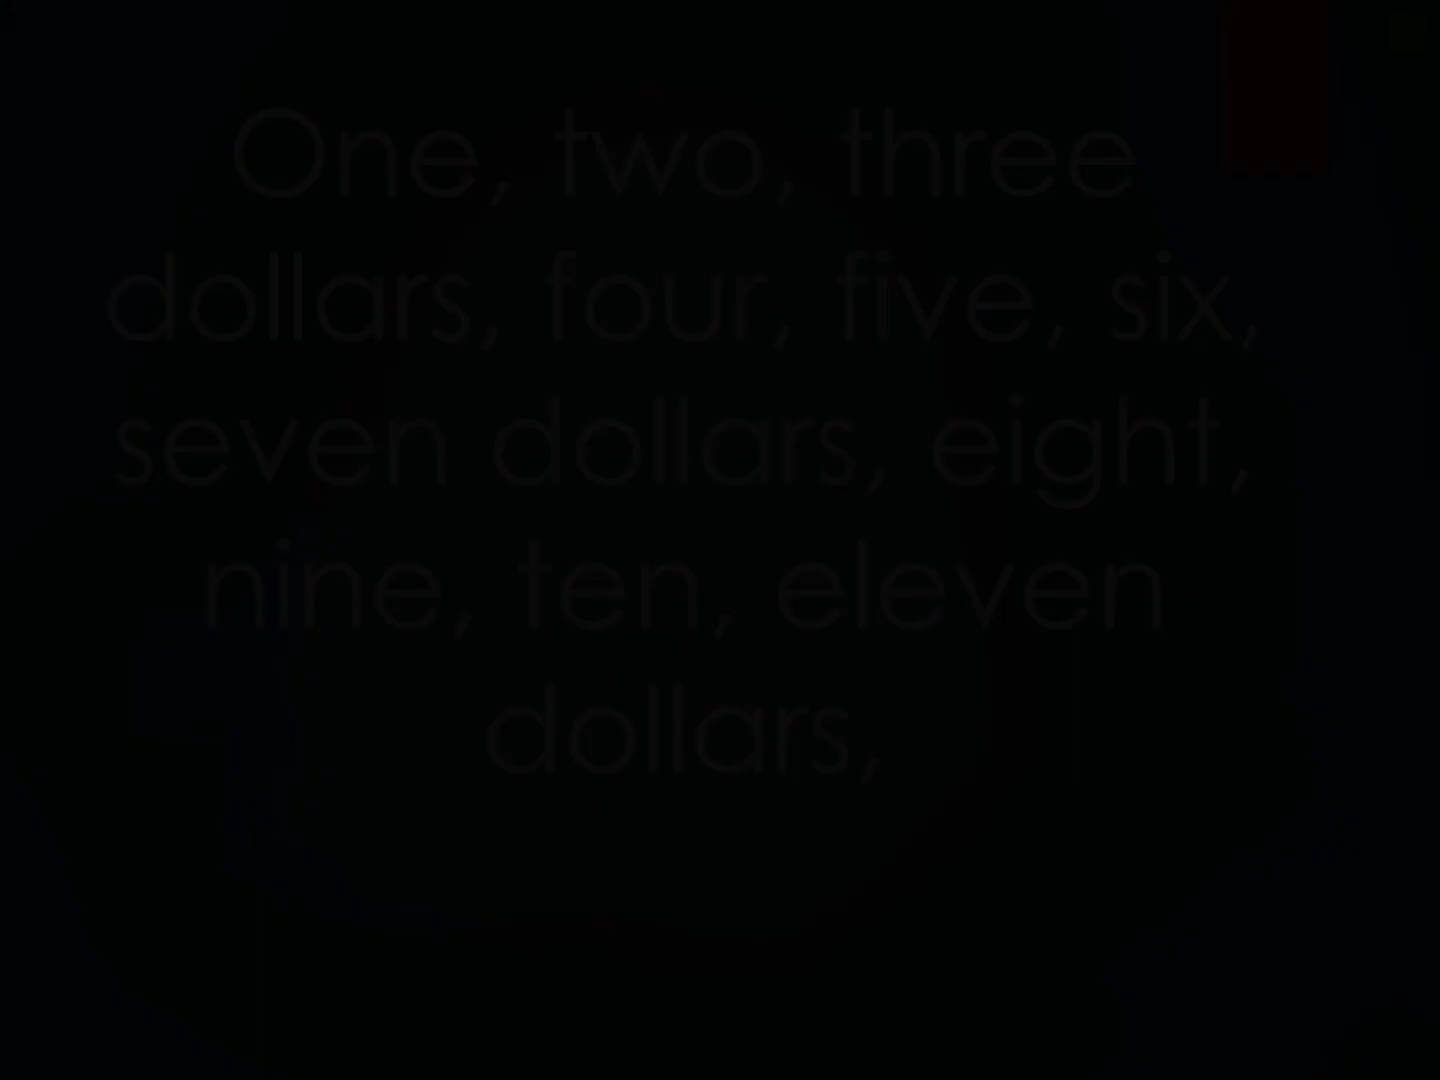 One, two, three
dollars, four, five, six,
seven dollars, eight,
nine, ten, eleven
dollars,